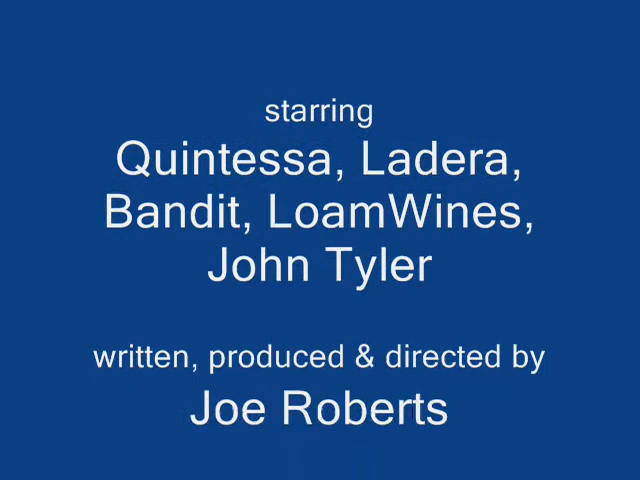 starring
Quintessa, Ladera,
Bandit, LoamWines,
John Tyler
written, produced & directed by
Joe Roberts